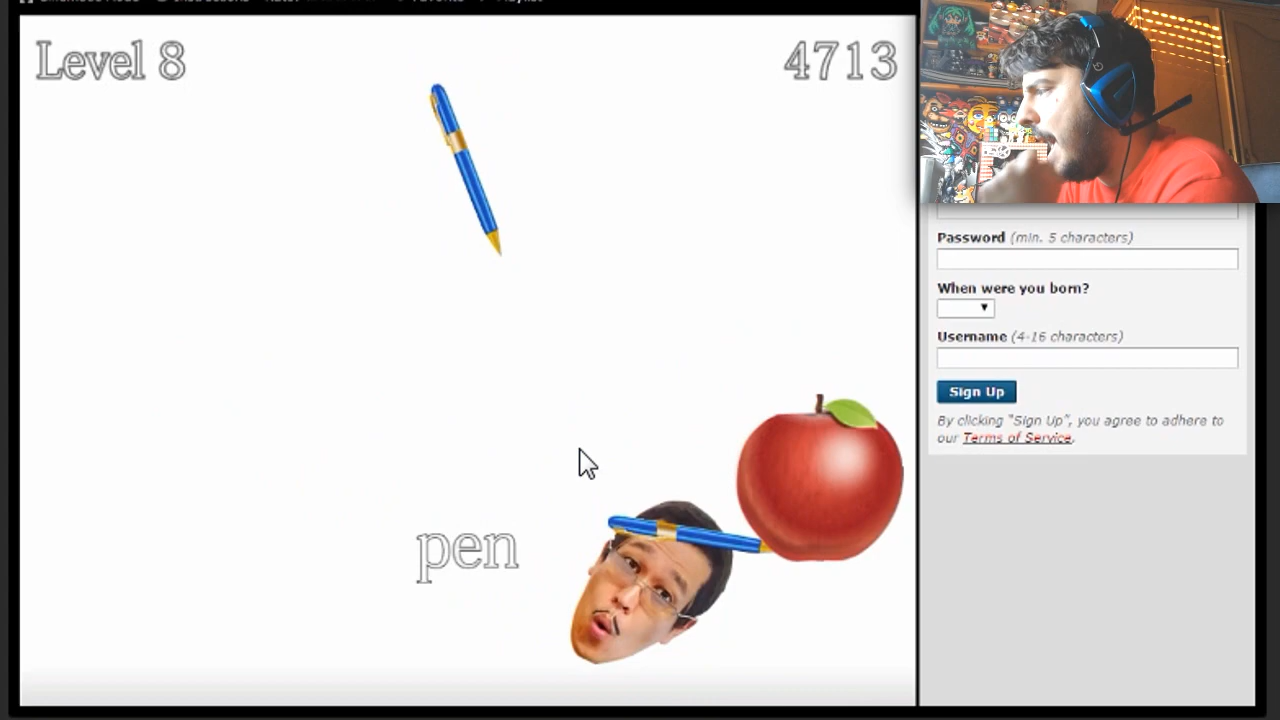 Level 8
4713
pen
Password (min. 5 characters)
When were you born?
Username (4-16 characters)
Sign Up
By clicking "Sign Up", you agree to adhere to
our Terms of Service.